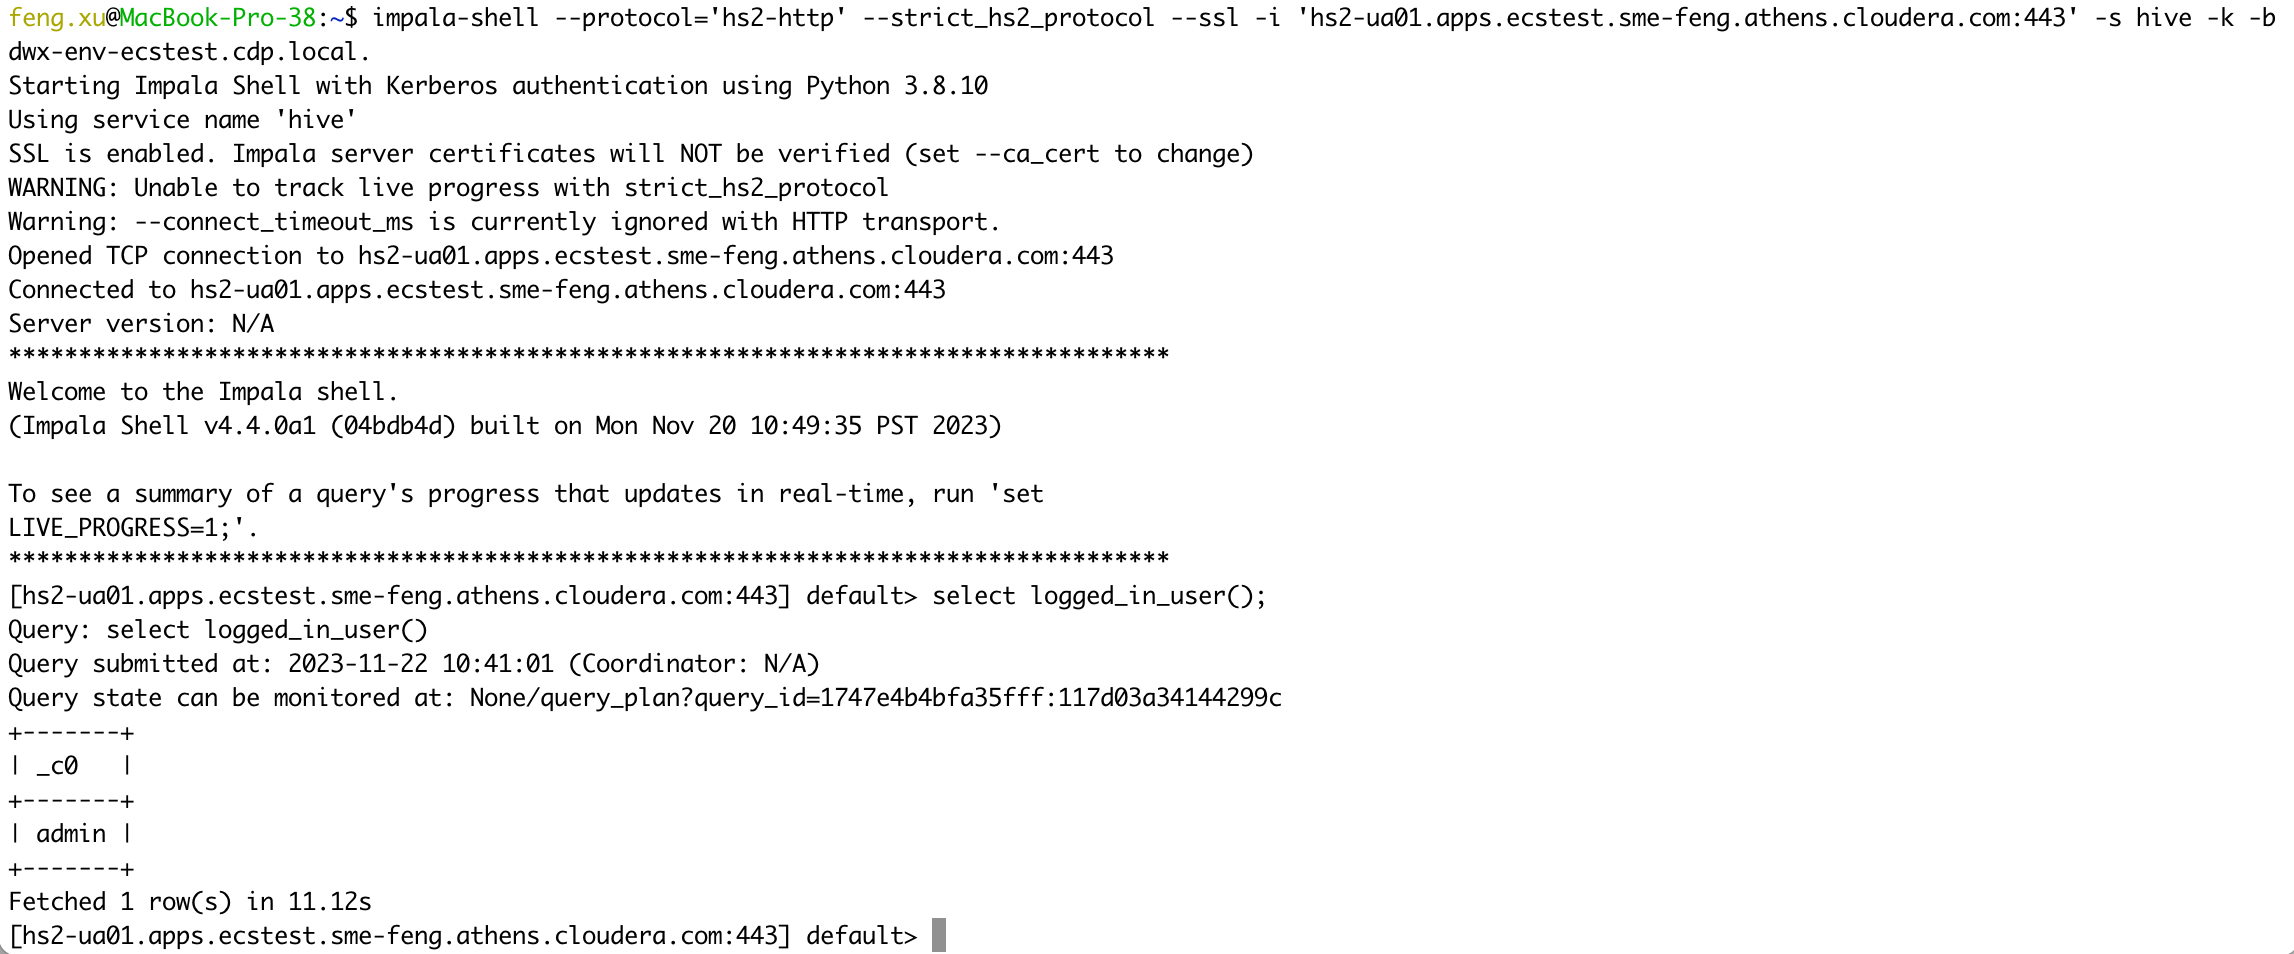 feng.xu@MacBook-Pro-38:~$ impala-shell --protocol='hs2-http' --strict_hs2_protocol --ssl -i 'hs2-ua01.apps.ecstest.sme-feng.athens.cloudera.com:443' -s hive -k -b
dwx-env-ecstest.cdp.local.
Starting Impala Shell with Kerberos authentication using Python 3.8.10
Using service name 'hive'
SSL is enabled. Impala server certificates will NOT be verified (set --ca_cert to change)
WARNING: Unable to track live progress with strict_hs2_protocol
Warning: --connect_timeout_ms is currently ignored with HTTP transport.
Opened TCP connection to hs2-ua01.apps.ecstest.sme-feng.athens.cloudera.com:443
Connected to hs2-ua01.apps.ecstest.sme-feng.athens.cloudera.com:443
Server version: N/A
***********************************************************************************
Welcome to the Impala shell.
(Impala Shell v4.4.0a1 (04bdb4d) built on Mon Nov 20 10:49:35 PST 2023)

To see a summary of a query's progress that updates in real-time, run 'set
LIVE_PROGRESS=1;'.
***********************************************************************************
[hs2-ua01.apps.ecstest.sme-feng.athens.cloudera.com:443] default> select logged_in_user();
Query: select logged_in_user()
Query submitted at: 2023-11-22 10:41:01 (Coordinator: N/A)
Query state can be monitored at: None/query_plan?query_id=1747e4b4bfa35fff:117d03a34144299c
+-------+
| _c0   |
+-------+
| admin |
+-------+
Fetched 1 row(s) in 11.12s
[hs2-ua01.apps.ecstest.sme-feng.athens.cloudera.com:443] default>